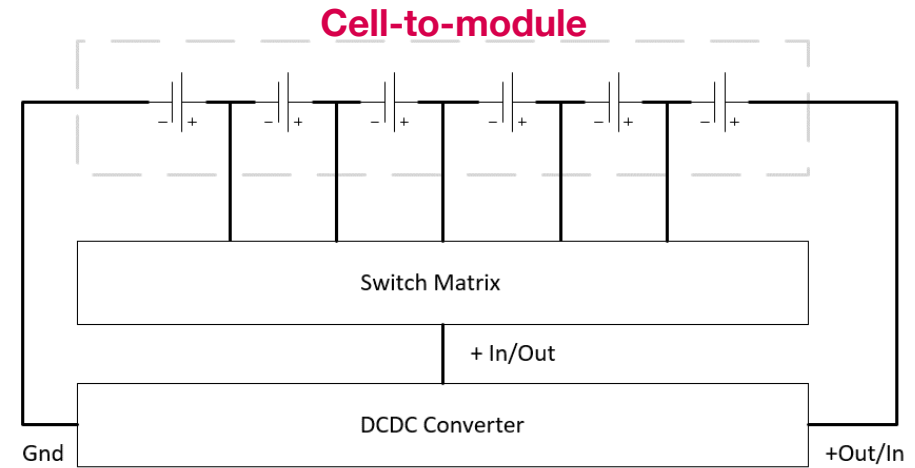 Cell-to-module
− + − + − + − + − + − +
Switch Matrix
+ In/Out
DCDC Converter
Gnd
+Out/In